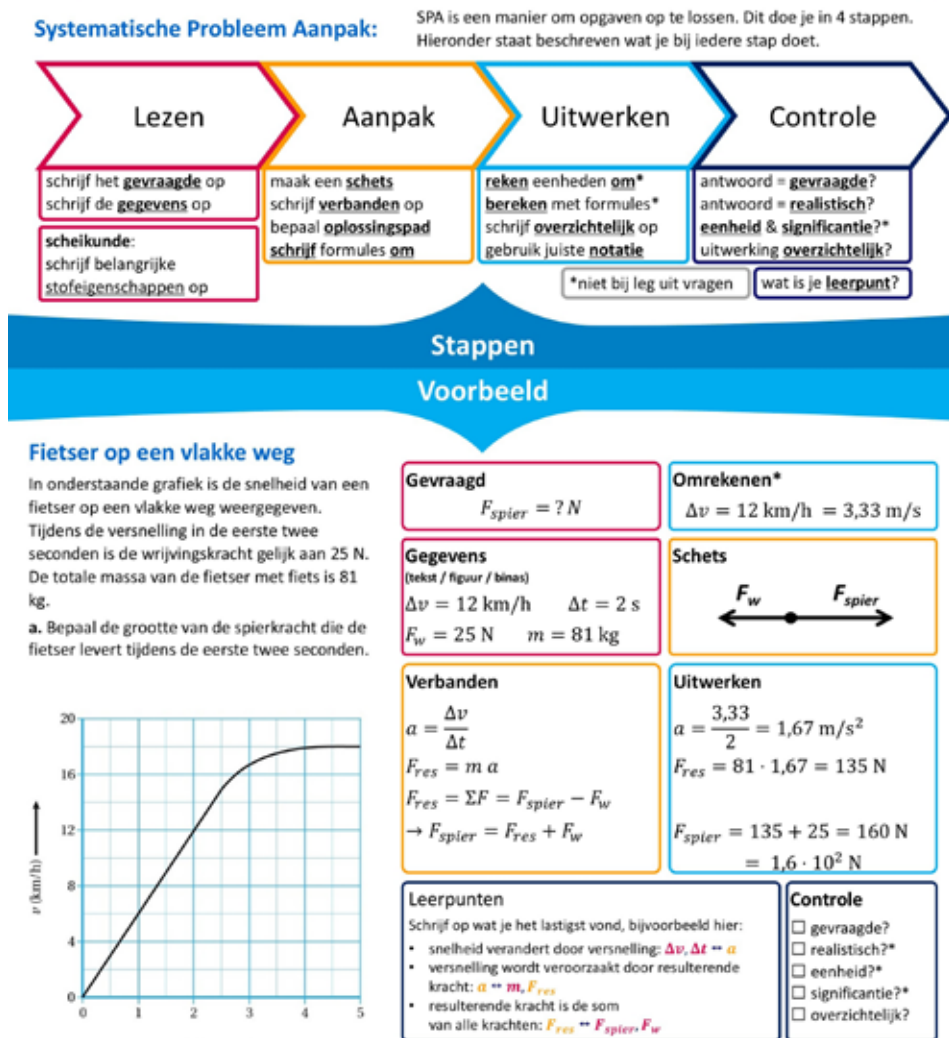 Systematische Probleem Aanpak:
SPA is een manier om opgaven op te lossen. Dit doe je in 4 stappen.
Hieronder staat beschreven wat je bij iedere stap doet.
Lezen
schrijf het gevraagde op
schrijf de gegevens op
scheikunde:
schrijf belangrijke
stofeigenschappen op
Aanpak
maak een schets
schrijf verbanden op
bepaal oplossingspad
schrijf formules om
Uitwerken
reken eenheden om*
bereken met formules*
schrijf overzichtelijk op
gebruik juiste notatie
Controle
antwoord = gevraagde?
antwoord = realistisch?
eenheid & significantie?*
uitwerking overzichtelijk?
*niet bij leg uit vragen
wat is je leerpunt?
Stappen
Voorbeeld
Fietser op een vlakke weg
In onderstaande grafiek is de snelheid van een
fietser op een vlakke weg weergegeven.
Tijdens de versnelling in de eerste twee
seconden is de wrijvingskracht gelijk aan 25 N.
De totale massa van de fietser met fiets is 81
kg.
a. Bepaal de grootte van de spierkracht die de
fietser levert tijdens de eerste twee seconden.
v (km/h)
20
16
12
8
4
0
0 1 2 3 4 5
Gevraagd
F_spier = ? N
Omrekenen*
Δv = 12 km/h = 3,33 m/s
Gegevens
(tekst / figuur / binas)
Δv = 12 km/h Δt = 2 s
F_w = 25 N m = 81 kg
Schets
F_w F_spier
Verbanden
a = Δv/Δt
F_res = m a
F_res = ΣF = F_spier − F_w
→ F_spier = F_res + F_w
Uitwerken
a = 3,33/2 = 1,67 m/s²
F_res = 81 · 1,67 = 135 N
F_spier = 135 + 25 = 160 N
= 1,6 · 10² N
Leerpunten
Schrijf op wat je het lastigst vond, bijvoorbeeld hier:
• snelheid verandert door versnelling: Δv, Δt ↔ a
• versnelling wordt veroorzaakt door resulterende
kracht: a ↔ m, F_res
• resulterende kracht is de som
van alle krachten: F_res ↔ F_spier, F_w
Controle
☐ gevraagde?
☐ realistisch?*
☐ eenheid?*
☐ significantie?*
☐ overzichtelijk?